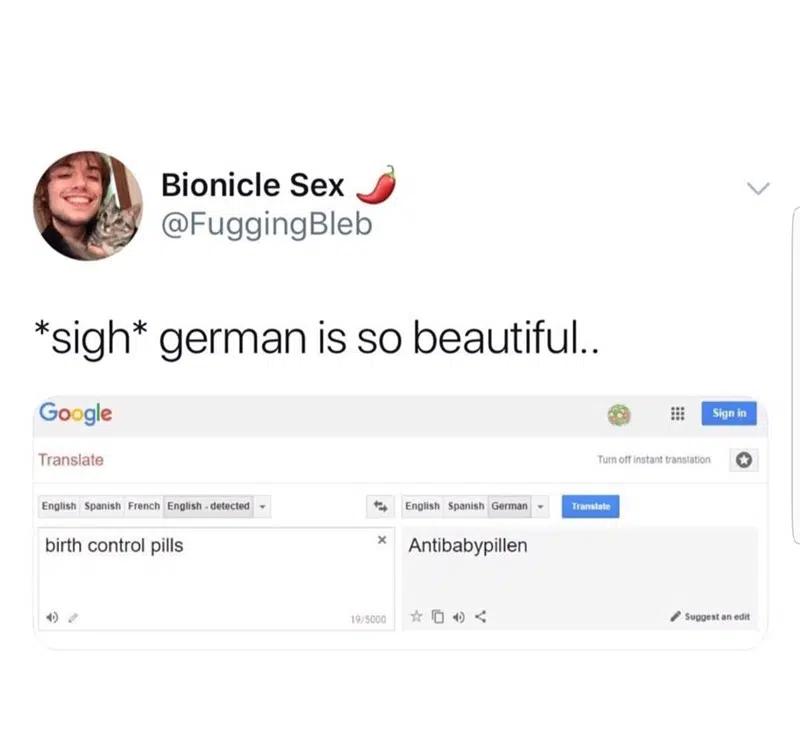 Bionicle Sex 🌶
@FuggingBleb
*sigh* german is so beautiful..
Google
Sign in
Translate
Turn off instant translation
English Spanish French English - detected
English Spanish German
Translate
birth control pills
Antibabypillen
19/5000
Suggest an edit